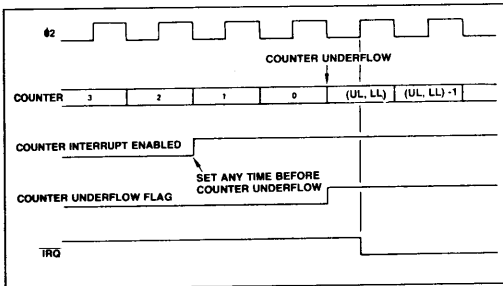 ϕ2
COUNTER UNDERFLOW
COUNTER 3 2 1 0 (UL, LL) (UL, LL) -1
COUNTER INTERRUPT ENABLED
SET ANY TIME BEFORE
COUNTER UNDERFLOW
COUNTER UNDERFLOW FLAG
IRQ